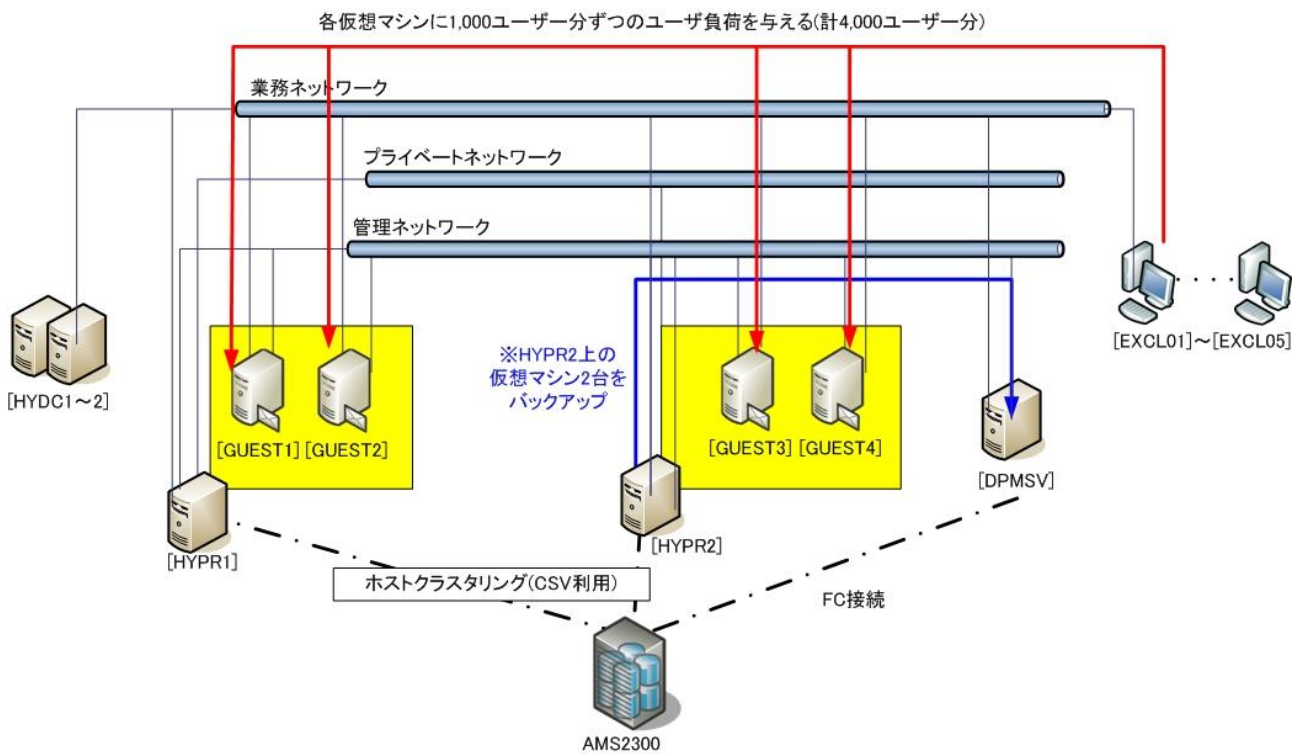 各仮想マシンに1,000ユーザー分ずつのユーザ負荷を与える(計4,000ユーザー分)
業務ネットワーク
プライベートネットワーク
管理ネットワーク
[HYDC1～2]
[GUEST1]
[GUEST2]
※HYPR2上の
仮想マシン2台を
バックアップ
[GUEST3]
[GUEST4]
[EXCL01]～[EXCL05]
[DPMSV]
[HYPR1]
[HYPR2]
ホストクラスタリング(CSV利用)
FC接続
AMS2300